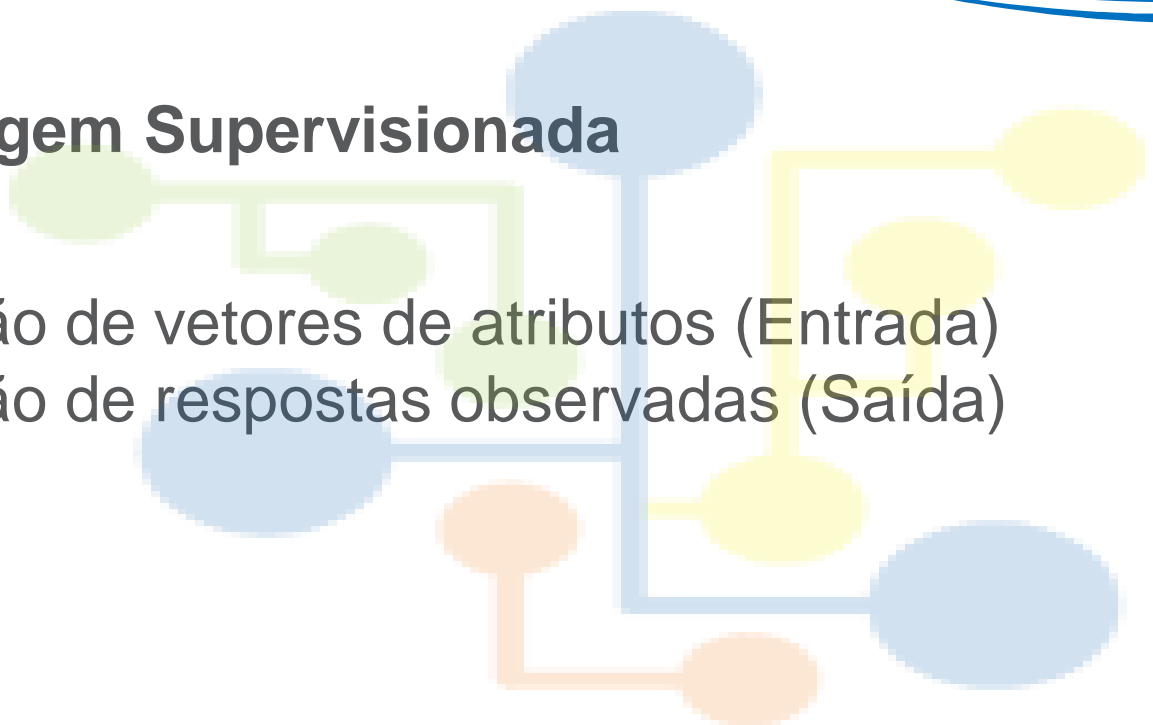 gem Supervisionada
ão de vetores de atributos (Entrada)
ão de respostas observadas (Saída)